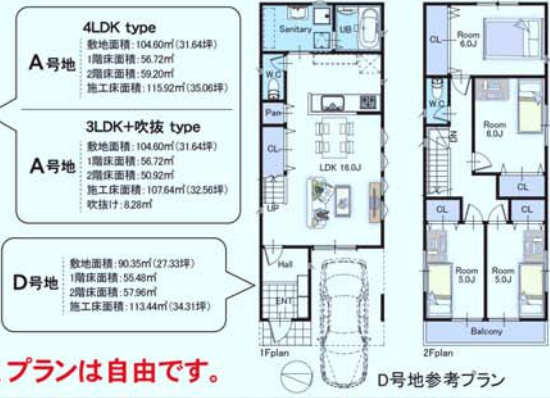 4LDK type
A号地
敷地面積:104.60㎡(31.64坪)
1階床面積:56.72㎡
2階床面積:59.20㎡
施工床面積:115.92㎡(35.06坪)
3LDK+吹抜 type
A号地
敷地面積:104.60㎡(31.64坪)
1階床面積:56.72㎡
2階床面積:50.92㎡
施工床面積:107.64㎡(32.56坪)
吹抜け:8.28㎡
D号地
敷地面積:90.35㎡(27.33坪)
1階床面積:55.48㎡
2階床面積:57.96㎡
施工床面積:113.44㎡(34.31坪)
プランは自由です。
Sanitary
UB
W.C
Pan
CL
LDK 16.0J
UP
Hall
ENT
1Fplan
CL
Room
6.0J
W.C
DN
Room
6.0J
CL
CL
CL
Room
5.0J
Room
5.0J
Balcony
2Fplan
D号地参考プラン